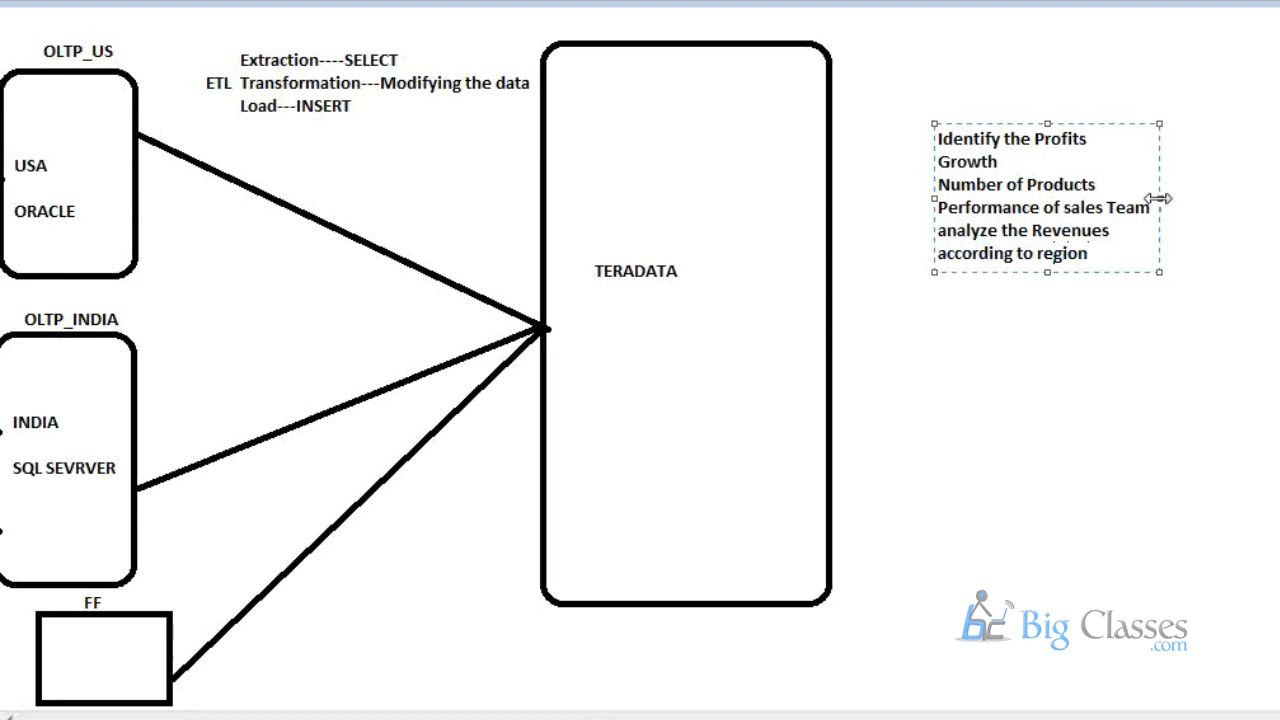 OLTP_US
Extraction----SELECT
ETL Transformation---Modifying the data
Load---INSERT
USA
ORACLE
TERADATA
Identify the Profits
Growth
Number of Products
Performance of sales Team
analyze the Revenues
according to region
OLTP_INDIA
INDIA
SQL SEVRVER
FF
Big Classes
.com